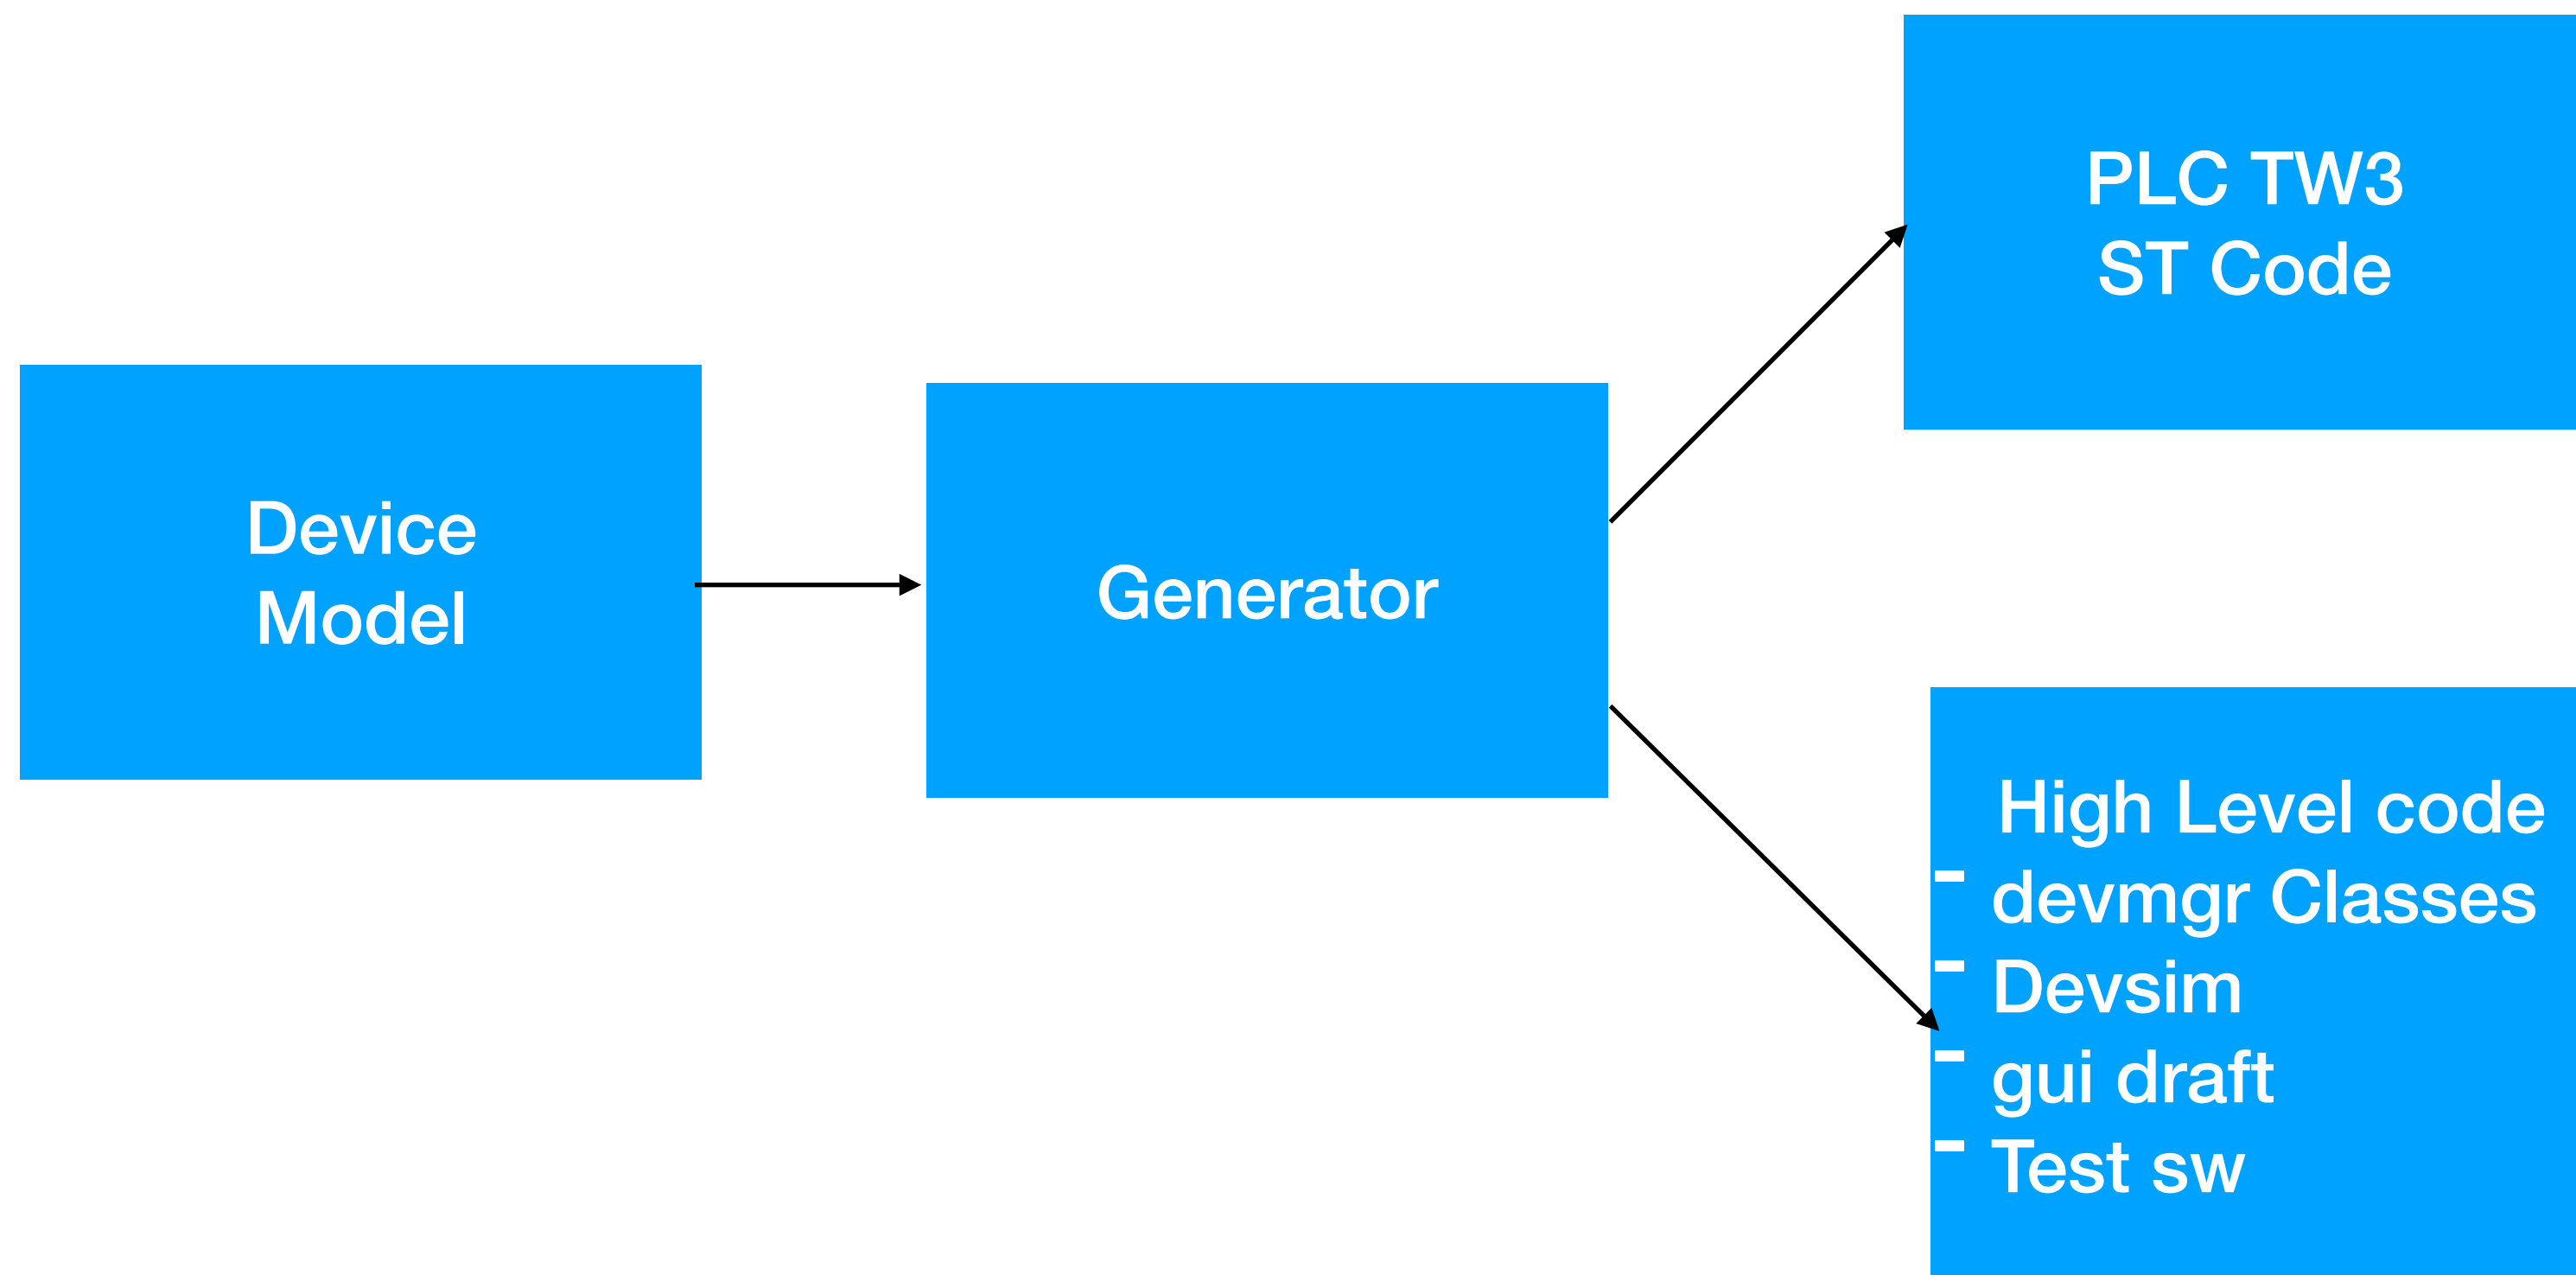 Device
Model
Generator
PLC TW3
ST Code
High Level code
- devmgr Classes
- Devsim
- gui draft
- Test sw